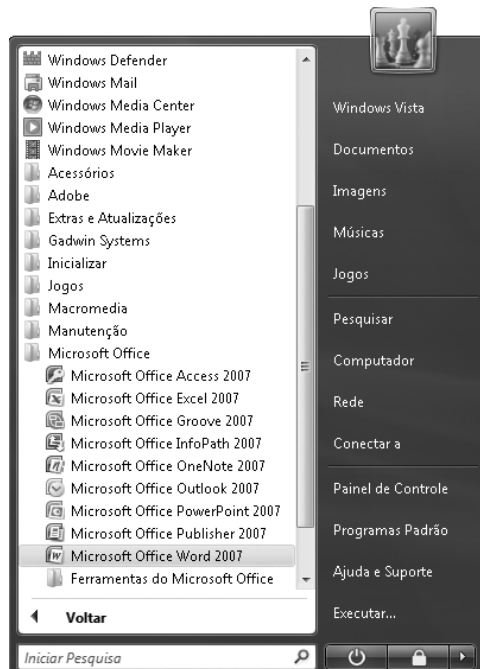 Windows Defender
Windows Mail
Windows Media Center
Windows Media Player
Windows Movie Maker
Acessórios
Adobe
Extras e Atualizações
Gadwin Systems
Inicializar
Jogos
Macromedia
Manutenção
Microsoft Office
Microsoft Office Access 2007
Microsoft Office Excel 2007
Microsoft Office Groove 2007
Microsoft Office InfoPath 2007
Microsoft Office OneNote 2007
Microsoft Office Outlook 2007
Microsoft Office PowerPoint 2007
Microsoft Office Publisher 2007
Microsoft Office Word 2007
Ferramentas do Microsoft Office
Voltar
Iniciar Pesquisa
Windows Vista
Documentos
Imagens
Músicas
Jogos
Pesquisar
Computador
Rede
Conectar a
Painel de Controle
Programas Padrão
Ajuda e Suporte
Executar...